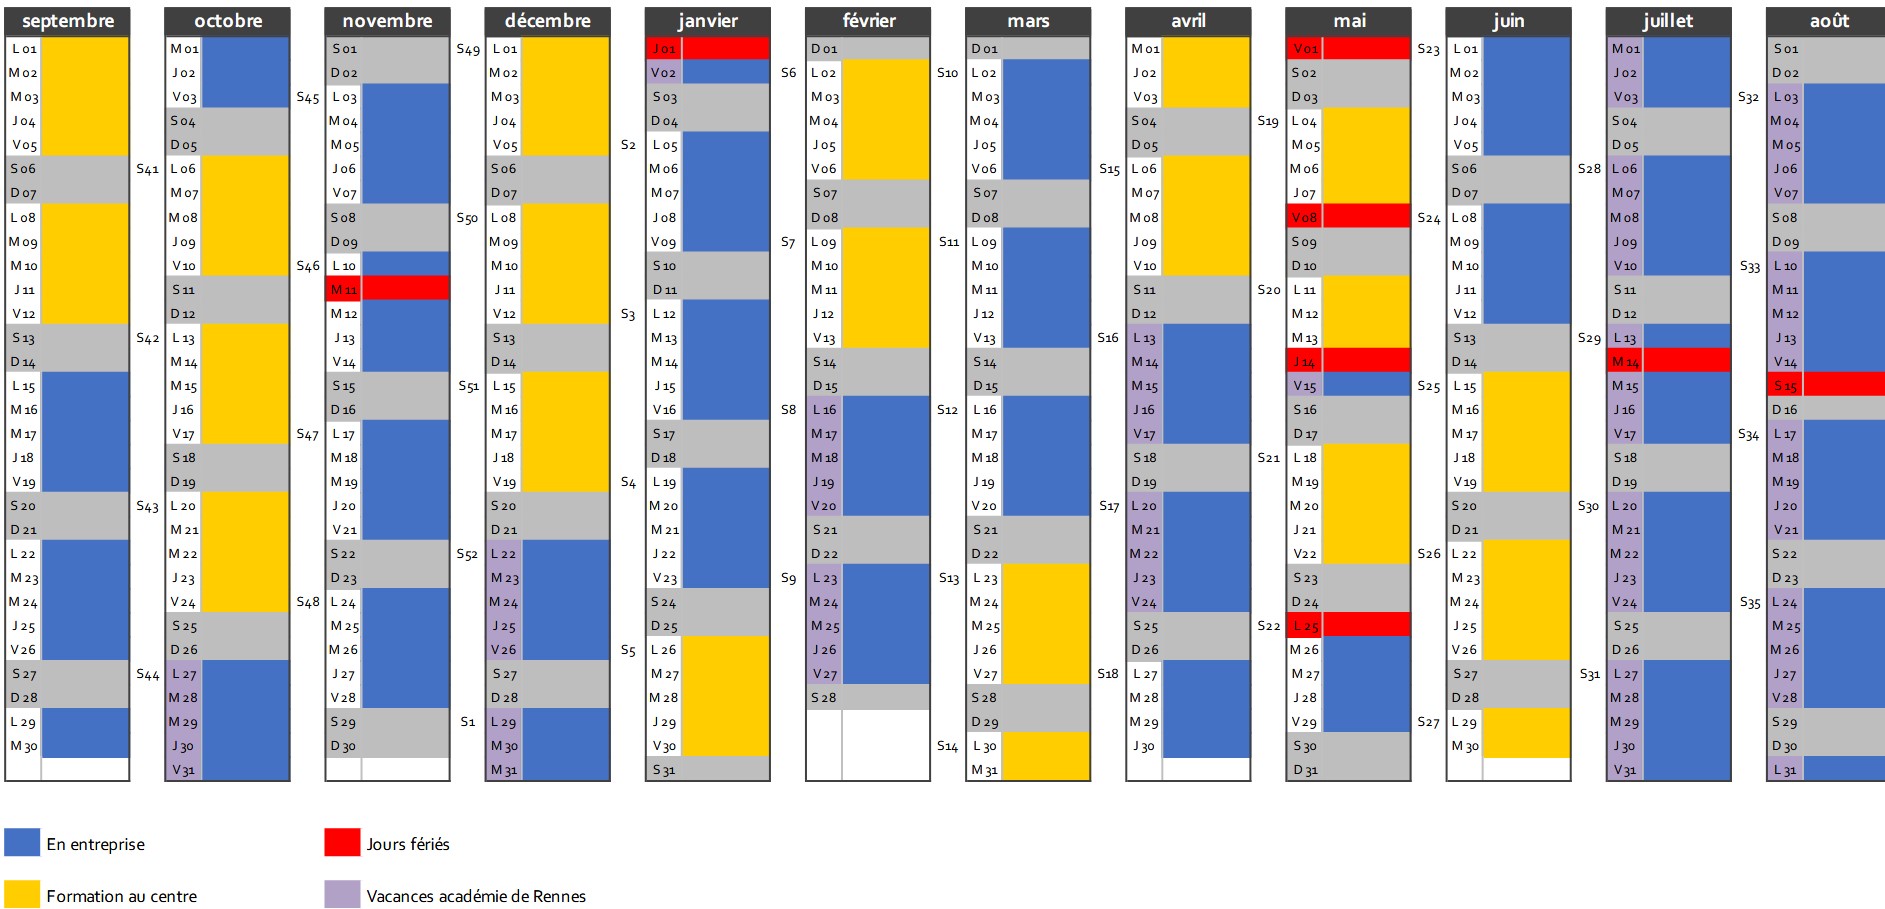 septembre octobre novembre décembre janvier février mars avril mai juin juillet août
L 01 M 01 S 01 S49 L 01 J 01 D 01 D 01 M 01 V 01 S23 L 01 M 01 S 01
M 02 J 02 D 02 M 02 V 02 S6 L 02 S10 L 02 J 02 S 02 M 02 J 02 D 02
M 03 V 03 S45 L 03 M 03 S 03 M 03 M 03 V 03 D 03 M 03 V 03 S32 L 03
J 04 S 04 M 04 J 04 D 04 M 04 M 04 S 04 S19 L 04 J 04 S 04 M 04
V 05 D 05 M 05 V 05 S2 L 05 J 05 J 05 D 05 M 05 V 05 D 05 M 05
S 06 S41 L 06 J 06 S 06 M 06 V 06 V 06 S15 L 06 M 06 S 06 S28 L 06 J 06
D 07 M 07 V 07 D 07 M 07 S 07 S 07 M 07 J 07 D 07 M 07 V 07
L 08 M 08 S 08 S50 L 08 J 08 D 08 D 08 M 08 V 08 S24 L 08 M 08 S 08
M 09 J 09 D 09 M 09 V 09 S7 L 09 S11 L 09 J 09 S 09 M 09 J 09 D 09
M 10 V 10 S46 L 10 M 10 S 10 M 10 M 10 V 10 D 10 M 10 V 10 S33 L 10
J 11 S 11 M 11 J 11 D 11 M 11 M 11 S 11 S20 L 11 J 11 S 11 M 11
V 12 D 12 M 12 V 12 S3 L 12 J 12 J 12 D 12 M 12 V 12 D 12 M 12
S 13 S42 L 13 J 13 S 13 M 13 V 13 V 13 S16 L 13 M 13 S 13 S29 L 13 J 13
D 14 M 14 V 14 D 14 M 14 S 14 S 14 M 14 J 14 D 14 M 14 V 14
L 15 M 15 S 15 S51 L 15 J 15 D 15 D 15 M 15 V 15 S25 L 15 M 15 S 15
M 16 J 16 D 16 M 16 V 16 S8 L 16 S12 L 16 J 16 S 16 M 16 J 16 D 16
M 17 V 17 S47 L 17 M 17 S 17 M 17 M 17 V 17 D 17 M 17 V 17 S34 L 17
J 18 S 18 M 18 J 18 D 18 M 18 M 18 S 18 S21 L 18 J 18 S 18 M 18
V 19 D 19 M 19 V 19 S4 L 19 J 19 J 19 D 19 M 19 V 19 D 19 M 19
S 20 S43 L 20 J 20 S 20 M 20 V 20 V 20 S17 L 20 M 20 S 20 S30 L 20 J 20
D 21 M 21 V 21 D 21 M 21 S 21 S 21 M 21 J 21 D 21 M 21 V 21
L 22 M 22 S 22 S52 L 22 J 22 D 22 D 22 M 22 V 22 S26 L 22 M 22 S 22
M 23 J 23 D 23 M 23 V 23 S9 L 23 S13 L 23 J 23 S 23 M 23 J 23 D 23
M 24 V 24 S48 L 24 M 24 S 24 M 24 M 24 V 24 D 24 M 24 V 24 S35 L 24
J 25 S 25 M 25 J 25 D 25 M 25 M 25 S 25 S22 L 25 J 25 S 25 M 25
V 26 D 26 M 26 V 26 S5 L 26 J 26 J 26 D 26 M 26 V 26 D 26 M 26
S 27 S44 L 27 J 27 S 27 M 27 V 27 V 27 S18 L 27 M 27 S 27 S31 L 27 J 27
D 28 M 28 V 28 D 28 M 28 S 28 S 28 M 28 J 28 D 28 M 28 V 28
L 29 M 29 S 29 S1 L 29 J 29 D 29 M 29 V 29 S27 L 29 M 29 S 29
M 30 J 30 D 30 M 30 V 30 S14 L 30 J 30 S 30 M 30 J 30 D 30
V 31 M 31 S 31 M 31 D 31 V 31 L 31
En entreprise Jours fériés
Formation au centre Vacances académie de Rennes